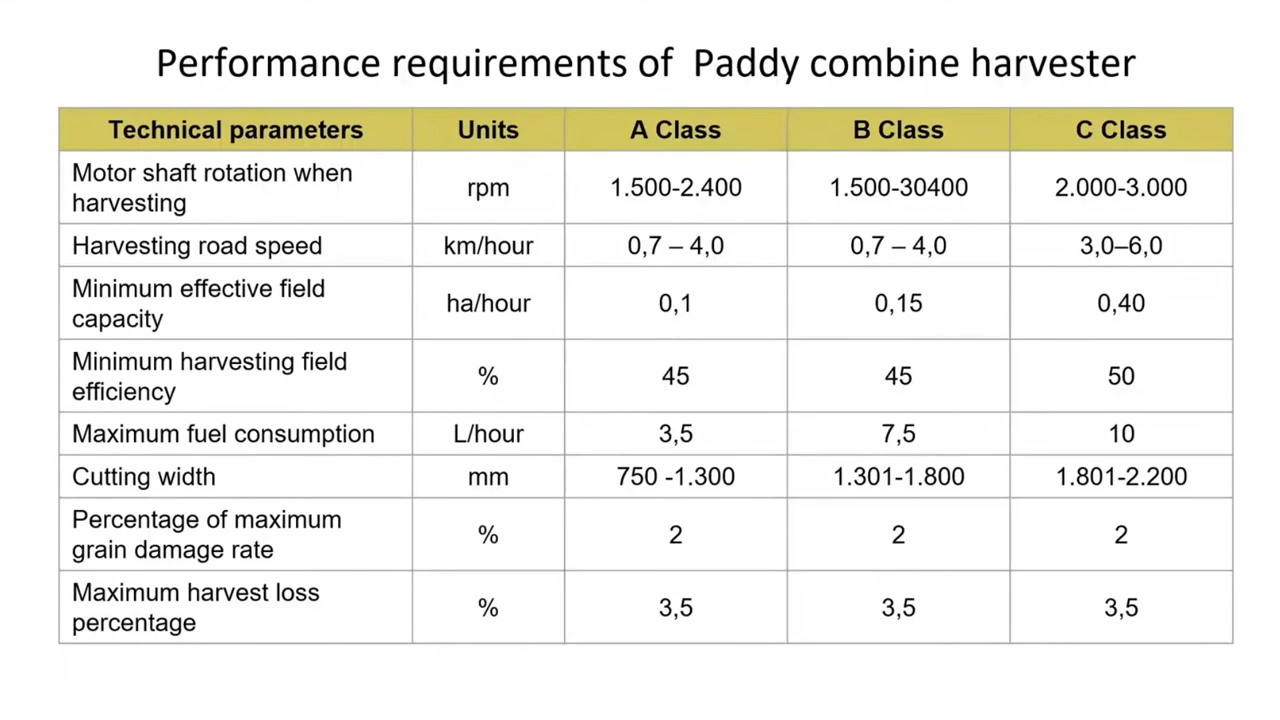 Performance requirements of Paddy combine harvester
Technical parameters Units A Class B Class C Class
Motor shaft rotation when
harvesting
rpm 1.500-2.400 1.500-30400 2.000-3.000
Harvesting road speed km/hour 0,7 – 4,0 0,7 – 4,0 3,0–6,0
Minimum effective field
capacity
ha/hour 0,1 0,15 0,40
Minimum harvesting field
efficiency
% 45 45 50
Maximum fuel consumption L/hour 3,5 7,5 10
Cutting width mm 750 -1.300 1.301-1.800 1.801-2.200
Percentage of maximum
grain damage rate
% 2 2 2
Maximum harvest loss
percentage
% 3,5 3,5 3,5